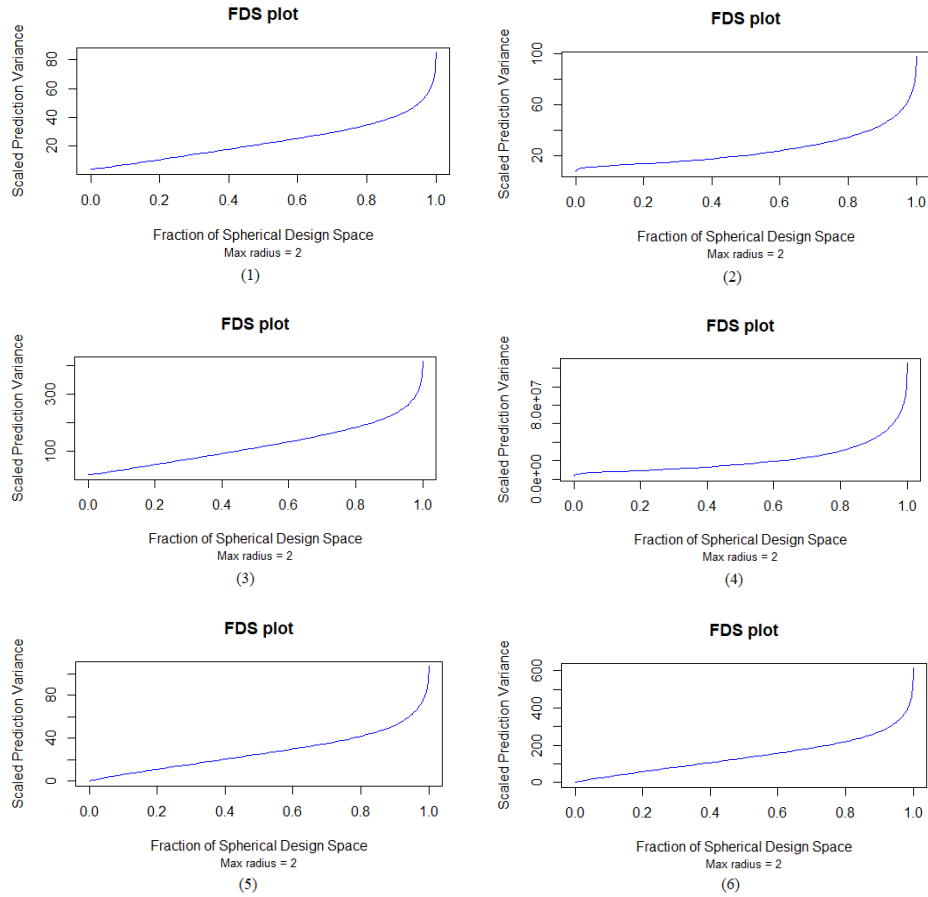 FDS plot
Scaled Prediction Variance
80
60
40
20
0.0 0.2 0.4 0.6 0.8 1.0
Fraction of Spherical Design Space
Max radius = 2
(1)
FDS plot
Scaled Prediction Variance
100
60
20
0.0 0.2 0.4 0.6 0.8 1.0
Fraction of Spherical Design Space
Max radius = 2
(2)
FDS plot
Scaled Prediction Variance
300
100
0.0 0.2 0.4 0.6 0.8 1.0
Fraction of Spherical Design Space
Max radius = 2
(3)
FDS plot
Scaled Prediction Variance
8.0e+07
0.0e+00
0.0 0.2 0.4 0.6 0.8 1.0
Fraction of Spherical Design Space
Max radius = 2
(4)
FDS plot
Scaled Prediction Variance
80
40
0
0.0 0.2 0.4 0.6 0.8 1.0
Fraction of Spherical Design Space
Max radius = 2
(5)
FDS plot
Scaled Prediction Variance
600
400
200
0
0.0 0.2 0.4 0.6 0.8 1.0
Fraction of Spherical Design Space
Max radius = 2
(6)